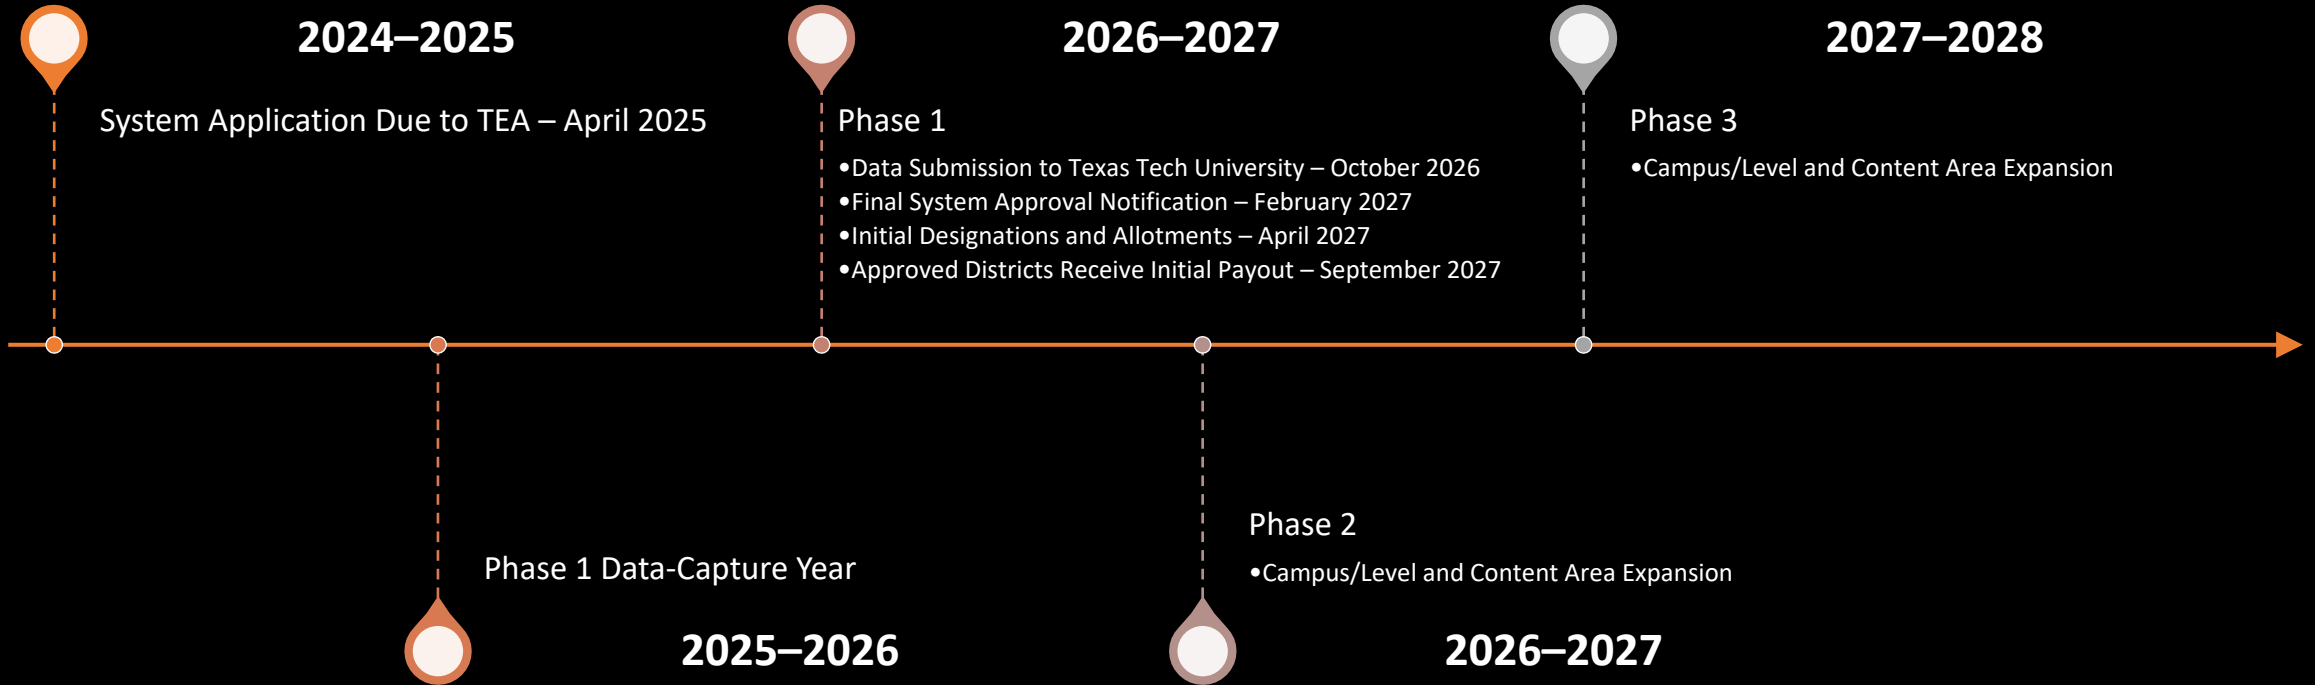 2024–2025
System Application Due to TEA – April 2025
2026–2027
Phase 1
•Data Submission to Texas Tech University – October 2026
•Final System Approval Notification – February 2027
•Initial Designations and Allotments – April 2027
•Approved Districts Receive Initial Payout – September 2027
2027–2028
Phase 3
•Campus/Level and Content Area Expansion
Phase 1 Data-Capture Year
2025–2026
Phase 2
•Campus/Level and Content Area Expansion
2026–2027